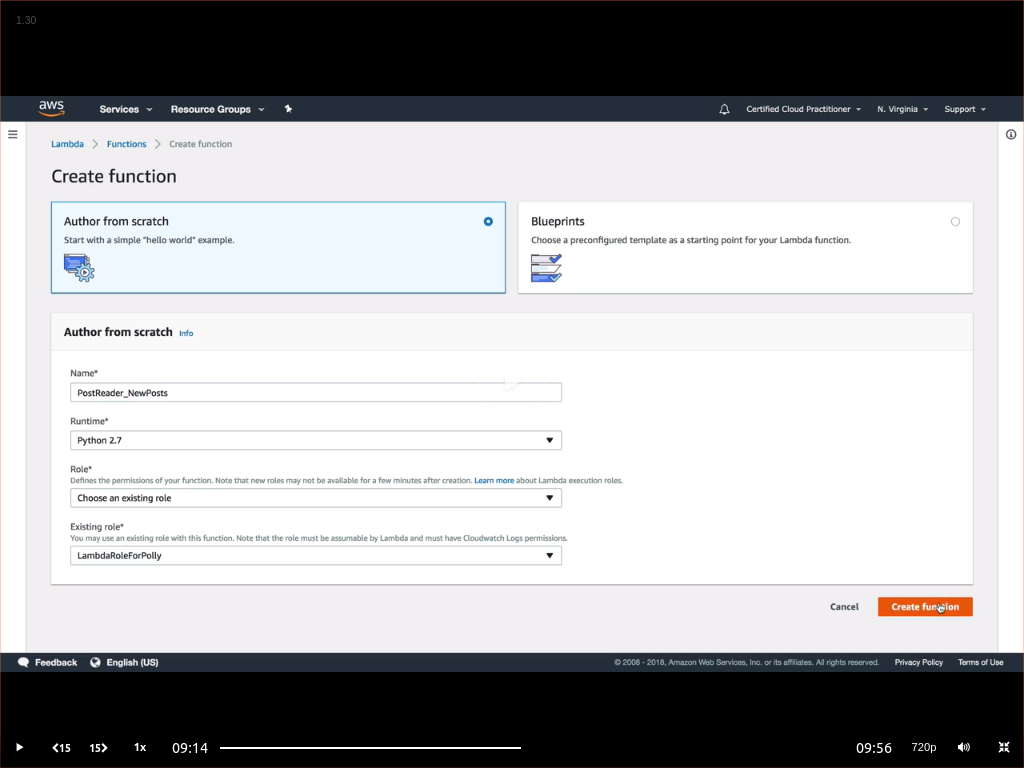 1.30
aws Services Resource Groups Certified Cloud Practitioner N. Virginia Support
Lambda Functions Create function
Create function
Author from scratch
Start with a simple "hello world" example.
Blueprints
Choose a preconfigured template as a starting point for your Lambda function.
Author from scratch Info
Name*
PostReader_NewPosts
Runtime*
Python 2.7
Role*
Defines the permissions of your function. Note that new roles may not be available for a few minutes after creation. Learn more about Lambda execution roles.
Choose an existing role
Existing role*
You may use an existing role with this function. Note that the role must be assumable by Lambda and must have Cloudwatch Logs permissions.
LambdaRoleForPolly
Cancel Create function
Feedback English (US) © 2008 - 2018, Amazon Web Services, Inc. or its affiliates. All rights reserved. Privacy Policy Terms of Use
15 15 1x 09:14 09:56 720p